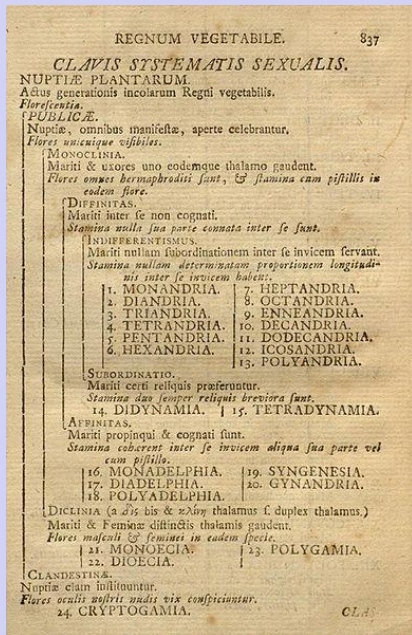 REGNUM VEGETABILE. 837
CLAVIS SYSTEMATIS SEXUALIS.
NUPTIÆ PLANTARUM.
Actus generationis incolarum Regni vegetabilis.
Florescentia.
PUBLICÆ.
Nuptiæ, omnibus manifestæ, aperte celebrantur.
Flores unicuique visibiles.
MONOCLINIA.
Mariti & uxores uno eodemque thalamo gaudent.
Flores omnes hermaphroditi sunt, & stamina cum pistillis in
eodem flore.
DIFFINITAS.
Mariti inter se non cognati.
Stamina nulla sua parte connata inter se sunt.
INDIFFERENTISMUS.
Mariti nullam subordinationem inter se invicem servant.
Stamina nullam determinatam proportionem longitudi-
nis inter se invicem habent.
1. MONANDRIA. 7. HEPTANDRIA.
2. DIANDRIA. 8. OCTANDRIA.
3. TRIANDRIA. 9. ENNEANDRIA.
4. TETRANDRIA. 10. DECANDRIA.
5. PENTANDRIA. 11. DODECANDRIA.
6. HEXANDRIA. 12. ICOSANDRIA.
13. POLYANDRIA.
SUBORDINATIO.
Mariti certi reliquis præferuntur.
Stamina duo semper reliquis breviora sunt.
14. DIDYNAMIA. 15. TETRADYNAMIA.
AFFINITAS.
Mariti propinqui & cognati sunt.
Stamina cohærent inter se invicem aliqua sua parte vel
cum pistillo.
16. MONADELPHIA. 19. SYNGENESIA.
17. DIADELPHIA. 20. GYNANDRIA.
18. POLYADELPHIA.
DICLINIA (a δις bis & κλίνη thalamus s. duplex thalamus.)
Mariti & Feminæ distinctis thalamis gaudent.
Flores masculi & feminei in eadem specie.
21. MONOECIA. 23. POLYGAMIA.
22. DIOECIA.
CLANDESTINÆ.
Nuptiæ clam instituuntur.
Flores oculis nostris nudis vix conspiciuntur.
24. CRYPTOGAMIA.
CLAS